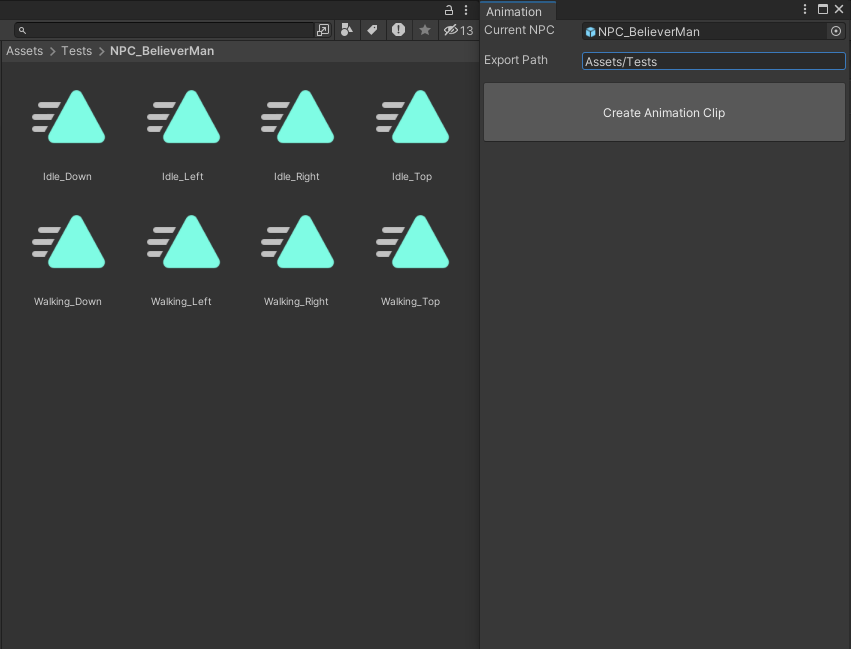 Animation
13
Assets > Tests > NPC_BelieverMan
Current NPC NPC_BelieverMan
Export Path Assets/Tests
Create Animation Clip
Idle_Down Idle_Left Idle_Right Idle_Top
Walking_Down Walking_Left Walking_Right Walking_Top